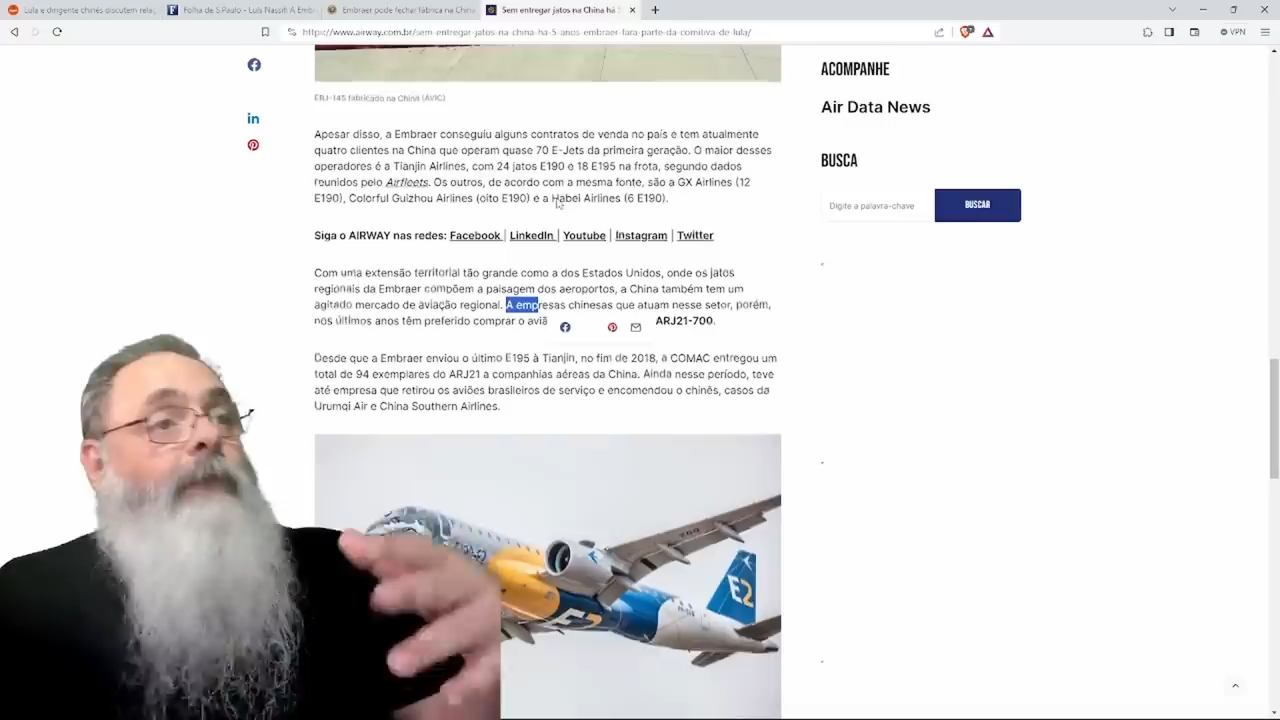 Lula e dirigente chinês discutem rela
Folha de S.Paulo - Luís Nassif: A Emb
Embraer pode fechar fábrica na China
Sem entregar jatos na China há 5
https://www.airway.com.br/sem-entregar-jatos-na-china-ha-5-anos-embraer-fara-parte-da-comitiva-de-lula/
VPN
ERJ-145 fabricado na China (AVIC)
Apesar disso, a Embraer conseguiu alguns contratos de venda no país e tem atualmente
quatro clientes na China que operam quase 70 E-Jets da primeira geração. O maior desses
operadores é a Tianjin Airlines, com 24 jatos E190 e 18 E195 na frota, segundo dados
reunidos pelo Airfleets. Os outros, de acordo com a mesma fonte, são a GX Airlines (12
E190), Colorful Guizhou Airlines (oito E190) e a Habei Airlines (6 E190).
Siga o AIRWAY nas redes: Facebook | LinkedIn | Youtube | Instagram | Twitter
Com uma extensão territorial tão grande como a dos Estados Unidos, onde os jatos
regionais da Embraer compõem a paisagem dos aeroportos, a China também tem um
agitado mercado de aviação regional. A empresas chinesas que atuam nesse setor, porém,
nos últimos anos têm preferido comprar o aviã ARJ21-700.
Desde que a Embraer enviou o último E195 à Tianjin, no fim de 2018, a COMAC entregou um
total de 94 exemplares do ARJ21 a companhias aéreas da China. Ainda nesse período, teve
até empresa que retirou os aviões brasileiros de serviço e encomendou o chinês, casos da
Urumqi Air e China Southern Airlines.
E2
E2
ACOMPANHE
Air Data News
BUSCA
Digite a palavra-chave
BUSCAR